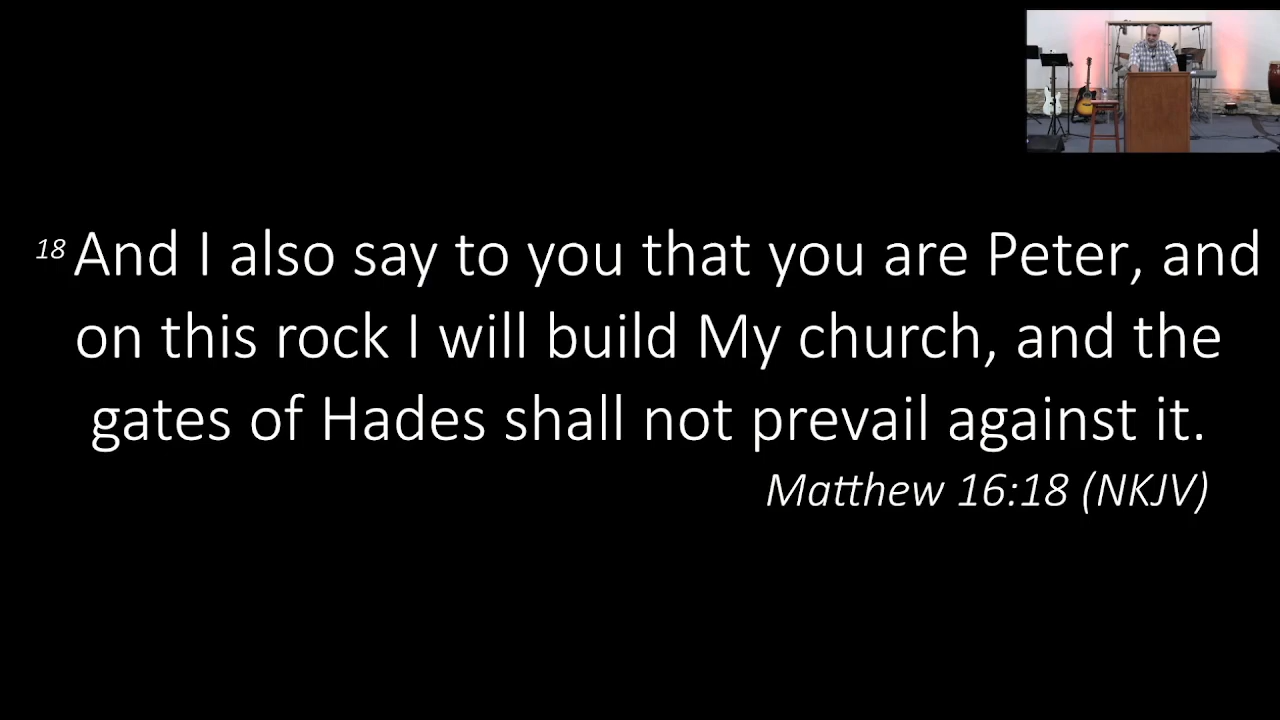 18 And I also say to you that you are Peter, and
on this rock I will build My church, and the
gates of Hades shall not prevail against it.
Matthew 16:18 (NKJV)